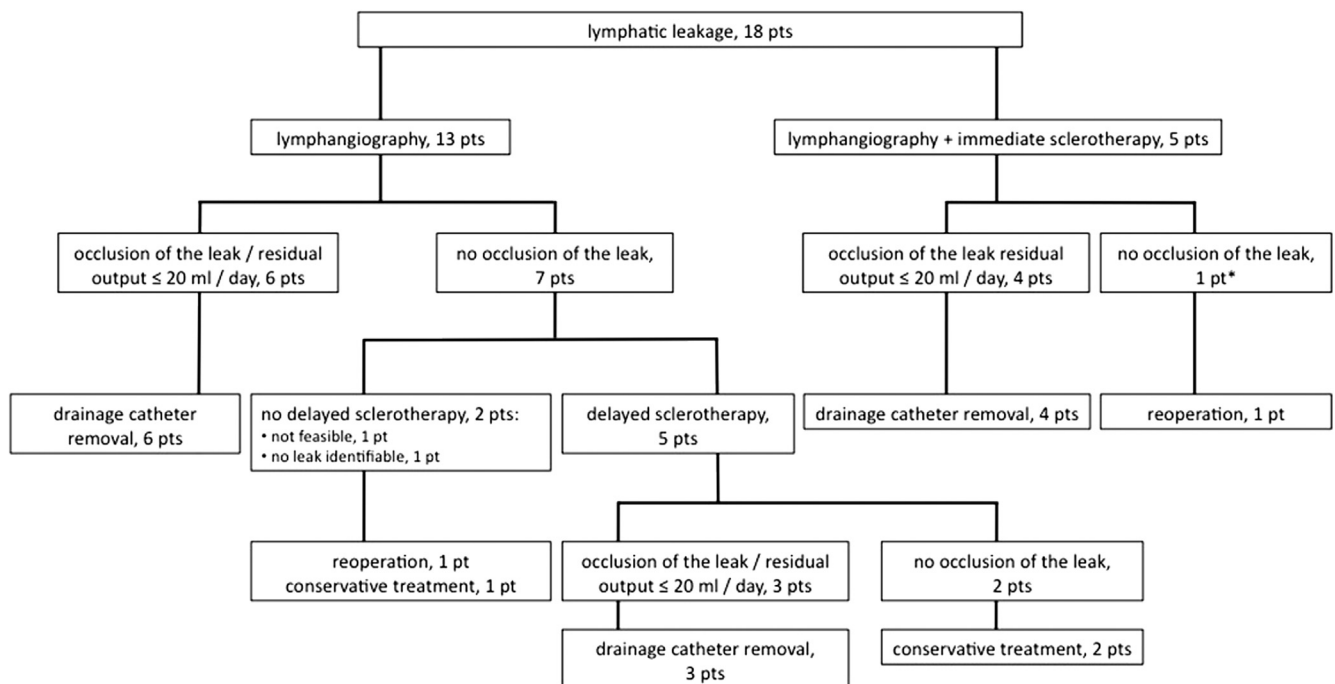 lymphatic leakage, 18 pts
lymphangiography, 13 pts
lymphangiography + immediate sclerotherapy, 5 pts
occlusion of the leak / residual
output ≤ 20 ml / day, 6 pts
no occlusion of the leak,
7 pts
occlusion of the leak residual
output ≤ 20 ml / day, 4 pts
no occlusion of the leak,
1 pt*
drainage catheter
removal, 6 pts
no delayed sclerotherapy, 2 pts:
• not feasible, 1 pt
• no leak identifiable, 1 pt
delayed sclerotherapy,
5 pts
drainage catheter removal, 4 pts
reoperation, 1 pt
reoperation, 1 pt
conservative treatment, 1 pt
occlusion of the leak / residual
output ≤ 20 ml / day, 3 pts
no occlusion of the leak,
2 pts
drainage catheter removal,
3 pts
conservative treatment, 2 pts